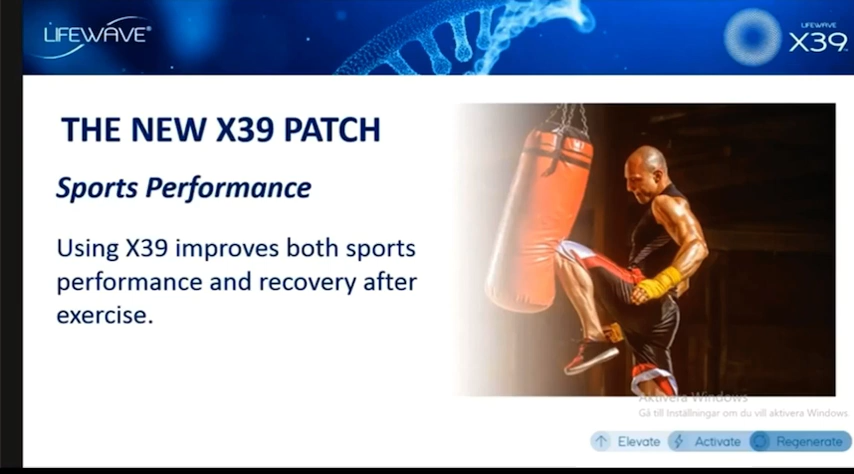 LIFEWAVE®
LIFEWAVE
X39
THE NEW X39 PATCH
Sports Performance
Using X39 improves both sports
performance and recovery after
exercise.
Aktivera Windows
Gå till Inställningar om du vill aktivera Windows.
Elevate Activate Regenerate